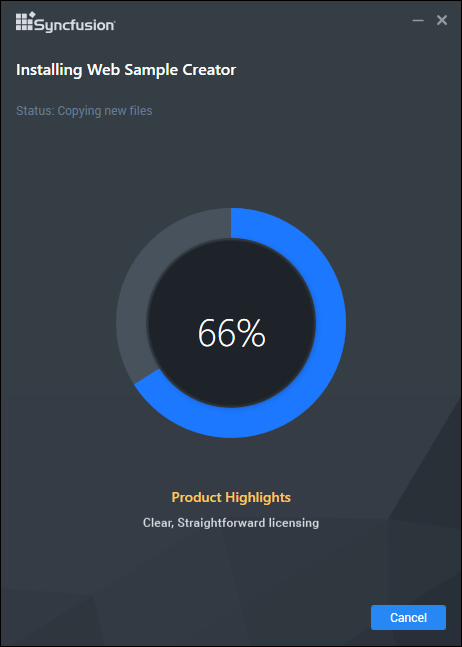 Syncfusion
Installing Web Sample Creator
Status: Copying new files
66%
Product Highlights
Clear, Straightforward licensing
Cancel